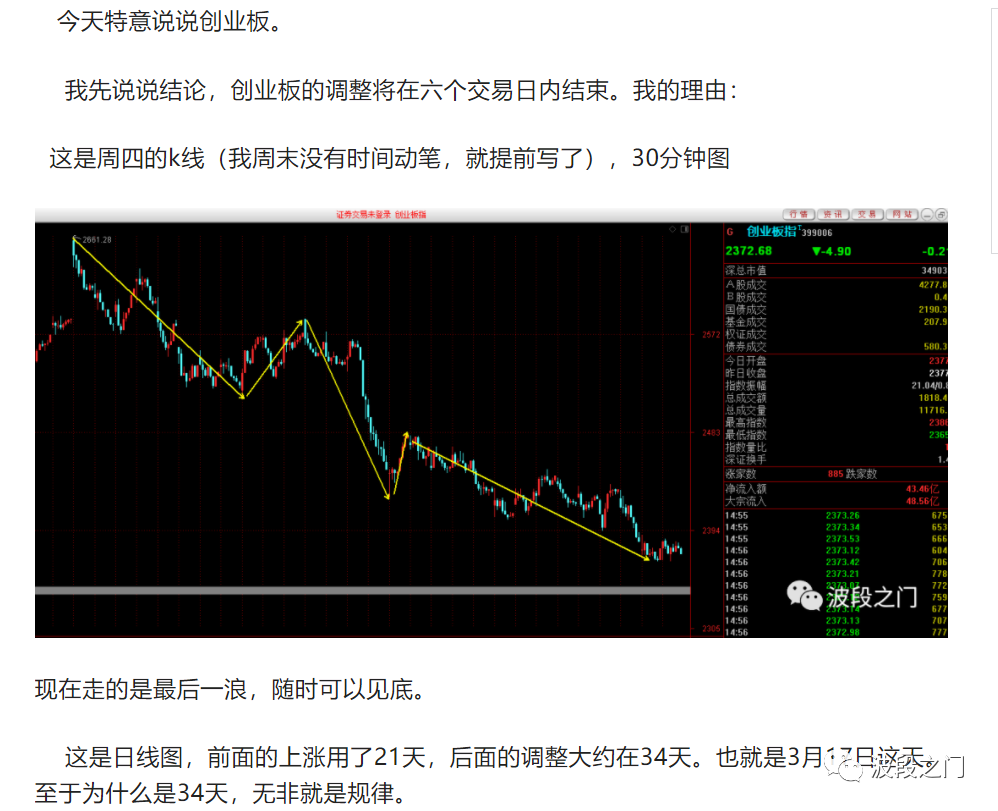 今天特意说说创业板。
我先说说结论，创业板的调整将在六个交易日内结束。我的理由：
这是周四的k线（我周末没有时间动笔，就提前写了），30分钟图
证券交易未登录 创业板指
行情 资讯 交易 网站
2661.28
G 创业板指 399006
2372.68 ▼-4.90 -0.2
深总市值 34903
A股成交 4277.8
B股成交 0.4
国债成交 2190.3
基金成交 207.9
权证成交
债券成交 580.3
今日开盘 237
昨日收盘 2377
指数振幅 21.04/0.8
总成交额 1818.4
总成交量 11716.
最高指数
最低指数
指数量比
深证换手 1.
涨家数 885 跌家数
净流入额 43.46亿
大宗流入 48.56亿
2572
2483
2394
2305
14:55 2373.26 675
14:55 2373.34 653
14:55 2373.53 666
14:56 2373.12 604
14:56 2373.42 706
14:56 2373.21 778
14:56 772
14:56 759
14:56 677
14:56 2373.13 707
14:56 2372.98 777
波段之门
现在走的是最后一浪，随时可以见底。
这是日线图，前面的上涨用了21天，后面的调整大约在34天。也就是3月17日这天。
至于为什么是34天，无非就是规律。
波段之门